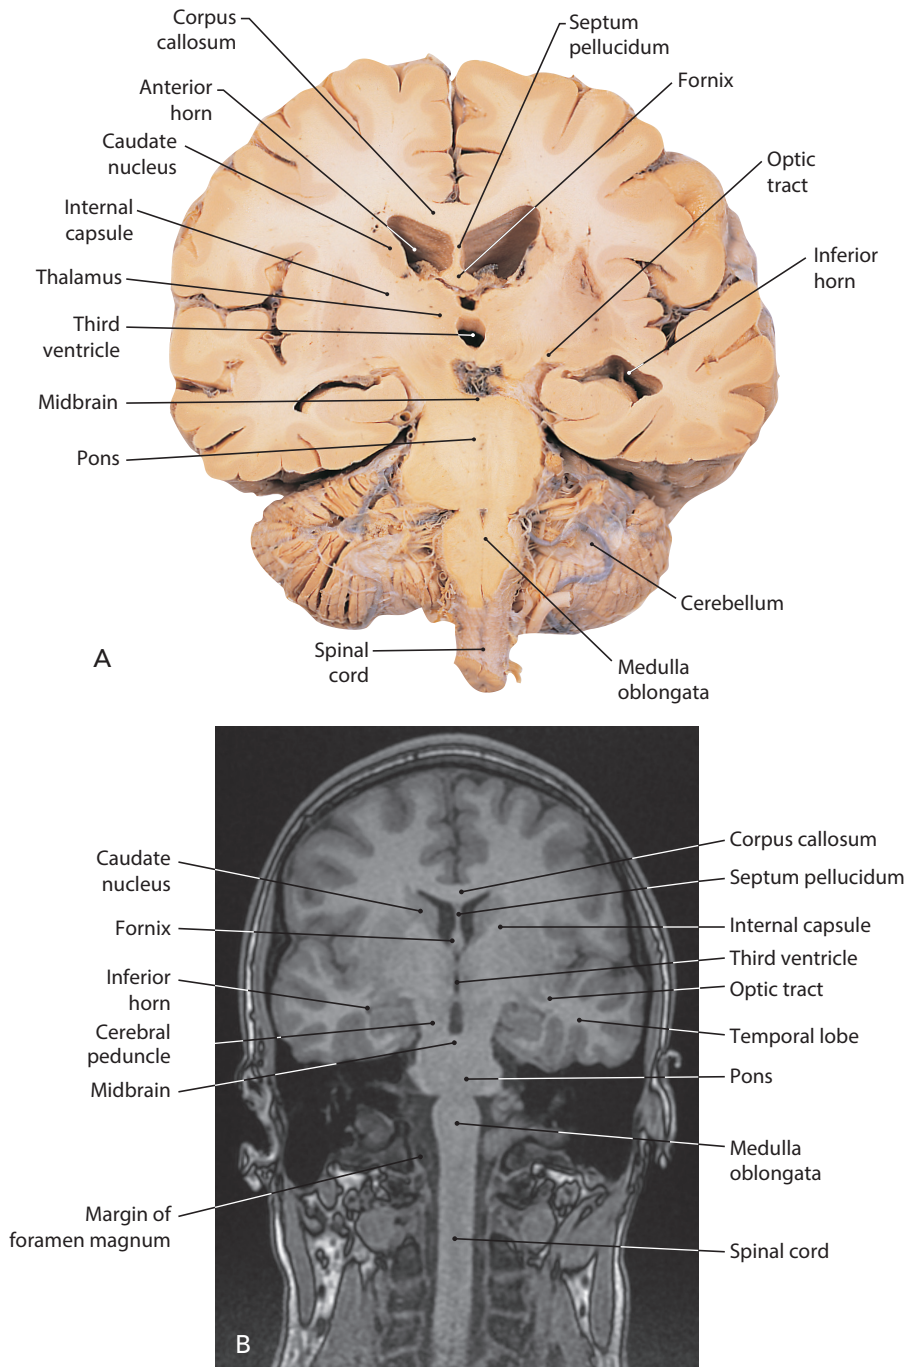 Corpus
callosum
Septum
pellucidum
Anterior
horn
Fornix
Caudate
nucleus
Optic
tract
Internal
capsule
Inferior
horn
Thalamus
Third
ventricle
Midbrain
Pons
Cerebellum
Spinal
cord
Medulla
oblongata
A
Caudate
nucleus
Fornix
Inferior
horn
Cerebral
peduncle
Midbrain
Margin of
foramen magnum
Corpus callosum
Septum pellucidum
Internal capsule
Third ventricle
Optic tract
Temporal lobe
Pons
Medulla
oblongata
Spinal cord
B